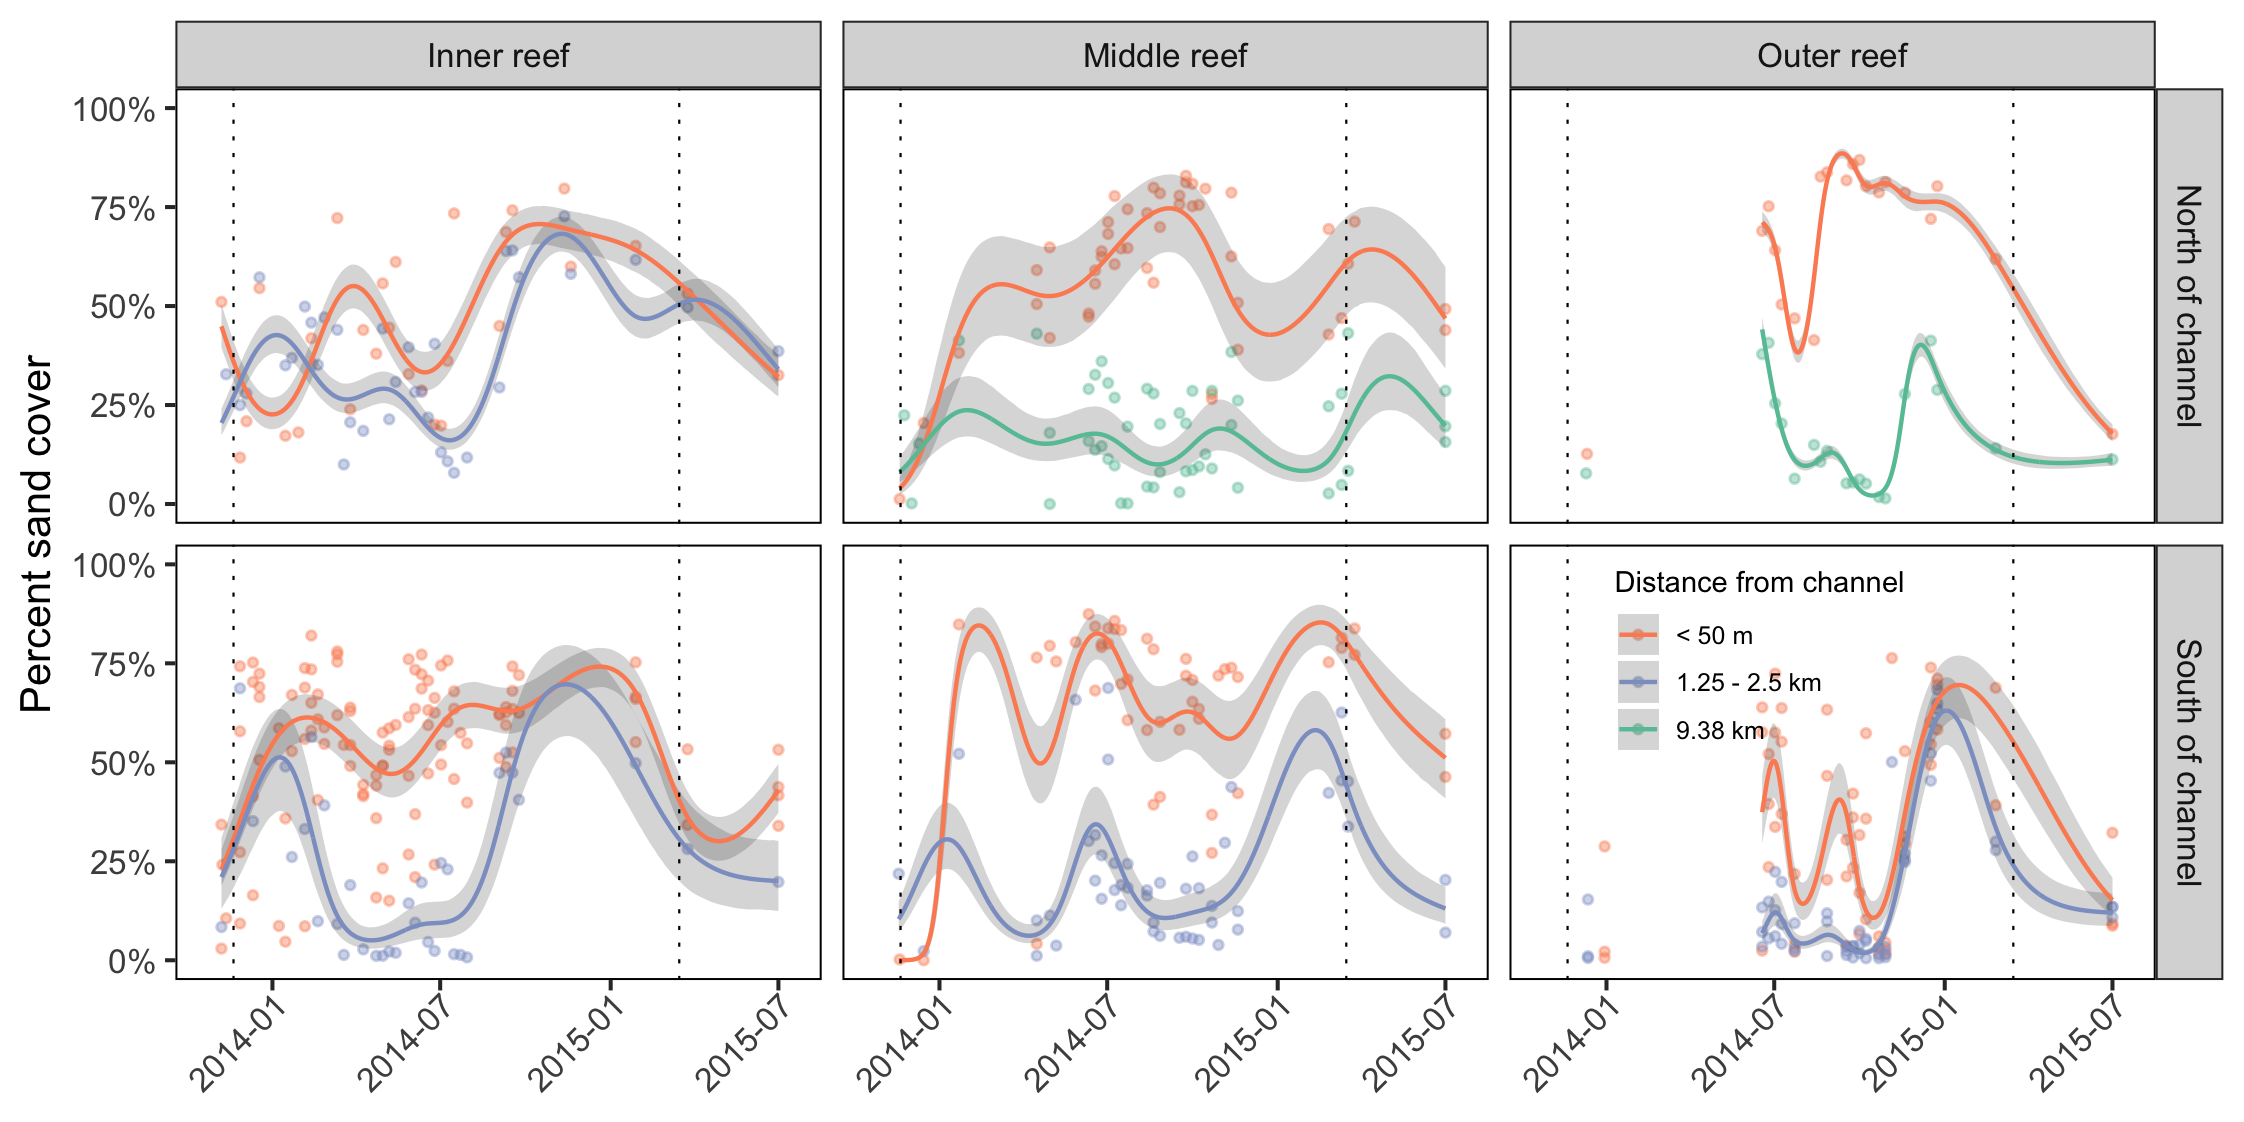 Inner reef
Middle reef
Outer reef
Percent sand cover
100%
75%
50%
25%
0%
North of channel
100%
75%
50%
25%
0%
South of channel
Distance from channel
< 50 m
1.25 - 2.5 km
9.38 km
2014-01
2014-07
2015-01
2015-07
2014-01
2014-07
2015-01
2015-07
2014-01
2014-07
2015-01
2015-07